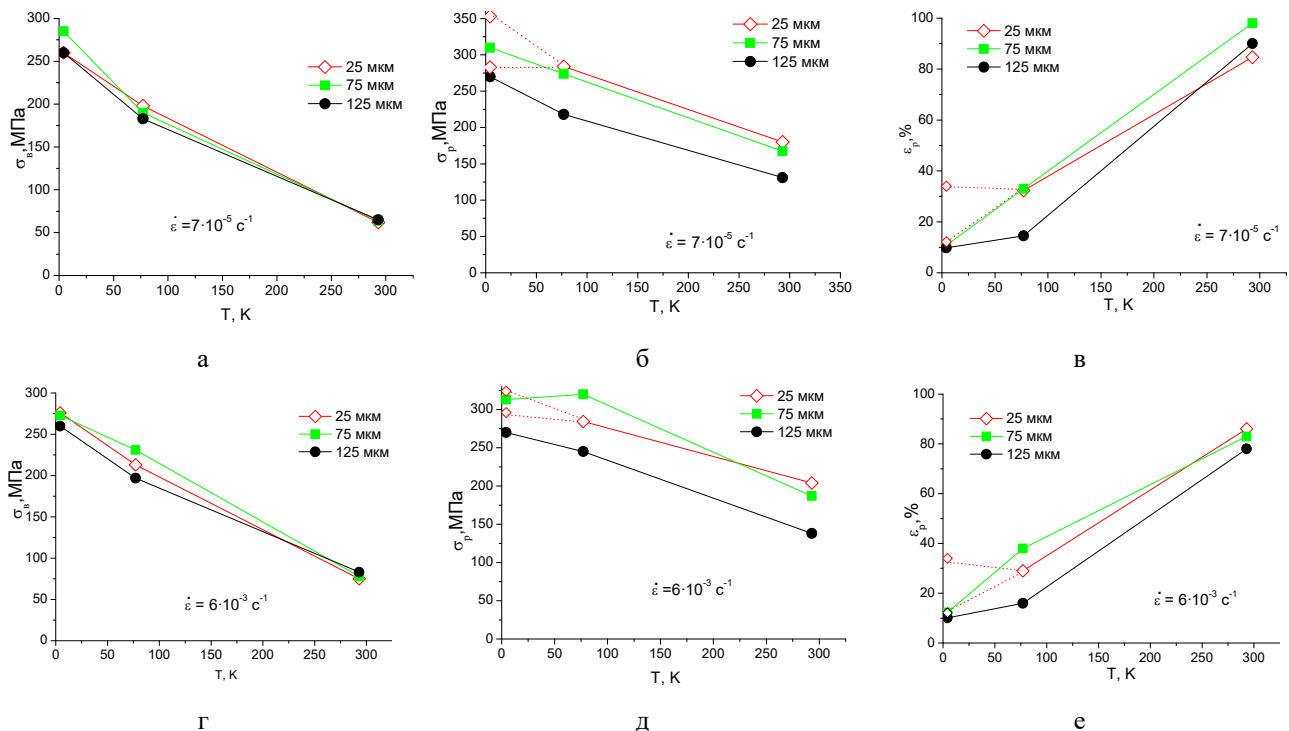 σв,МПа
300
250
200
150
100
50
0
25 мкм
75 мкм
125 мкм
ε̇ =7·10⁻⁵ c⁻¹
0 50 100 150 200 250 300
T, K
а
σр,МПа
350
300
250
200
150
100
50
0
25 мкм
75 мкм
125 мкм
ε̇ = 7·10⁻⁵ c⁻¹
0 50 100 150 200 250 300 350
T, K
б
εр,%
100
80
60
40
20
0
25 мкм
75 мкм
125 мкм
ε̇ = 7·10⁻⁵ c⁻¹
0 50 100 150 200 250 300
T, K
в
σв,МПа
300
250
200
150
100
50
0
25 мкм
75 мкм
125 мкм
ε̇ = 6·10⁻³ c⁻¹
0 50 100 150 200 250 300
T, K
г
σр,МПа
300
250
200
150
100
50
0
25 мкм
75 мкм
125 мкм
ε̇ =6·10⁻³ c⁻¹
0 50 100 150 200 250 300
T, K
д
εр,%
100
80
60
40
20
0
25 мкм
75 мкм
125 мкм
ε̇ = 6·10⁻³ c⁻¹
0 50 100 150 200 250 300
T, K
е